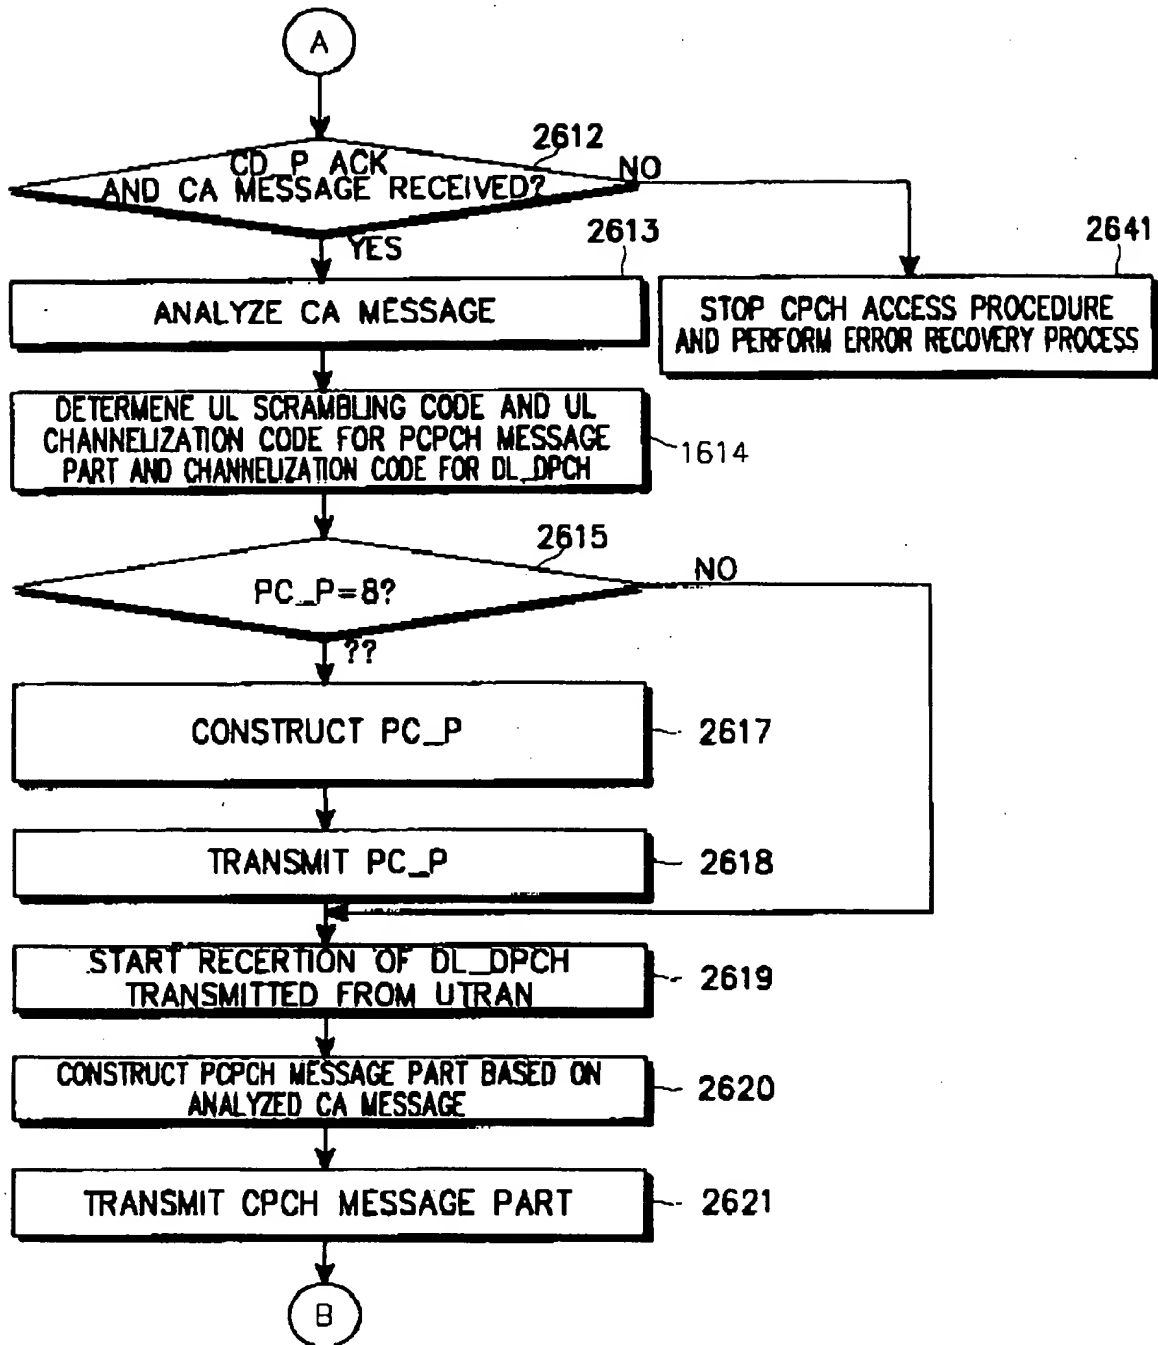 A
2612
CD_P ACK
AND CA MESSAGE RECEIVED?
NO
YES
2613
2641
ANALYZE CA MESSAGE
STOP CPCH ACCESS PROCEDURE
AND PERFORM ERROR RECOVERY PROCESS
DETERMENE UL SCRAMBLING CODE AND UL
CHANNELIZATION CODE FOR PCPCH MESSAGE
PART AND CHANNELIZATION CODE FOR DL_DPCH
1614
2615
PC_P=8?
NO
??
CONSTRUCT PC_P
2617
TRANSMIT PC_P
2618
START RECERTION OF DL_DPCH
TRANSMITTED FROM UTRAN
2619
CONSTRUCT PCPCH MESSAGE PART BASED ON
ANALYZED CA MESSAGE
2620
TRANSMIT CPCH MESSAGE PART
2621
B